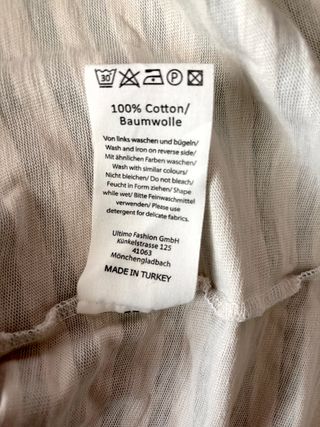 30
P
100% Cotton/
Baumwolle
Von links waschen und bügeln/
Wash and iron on reverse side/
Mit ähnlichen Farben waschen/
Wash with similar colours/
Nicht bleichen/ Do not bleach/
Feucht in Form ziehen/ Shape
while wet/ Bitte Feinwaschmittel
verwenden/ Please use
detergent for delicate fabrics.
Ultimo Fashion GmbH
Künkelstrasse 125
41063
Mönchengladbach
MADE IN TURKEY